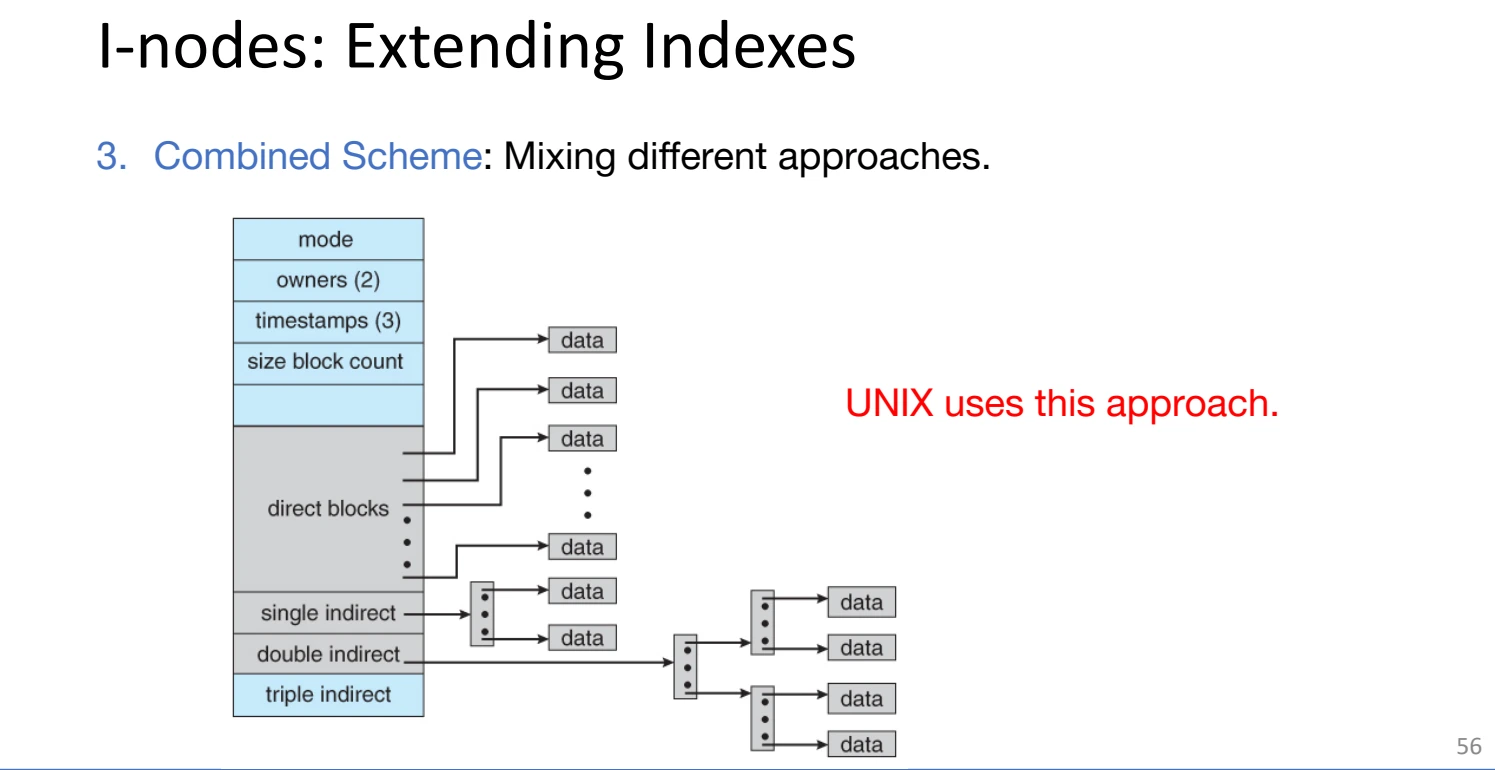 I-nodes: Extending Indexes
3. Combined Scheme: Mixing different approaches.
mode
owners (2)
timestamps (3)
size block count
direct blocks
single indirect
double indirect
triple indirect
data
data
data
data
data
data
data
data
data
data
UNIX uses this approach.
56